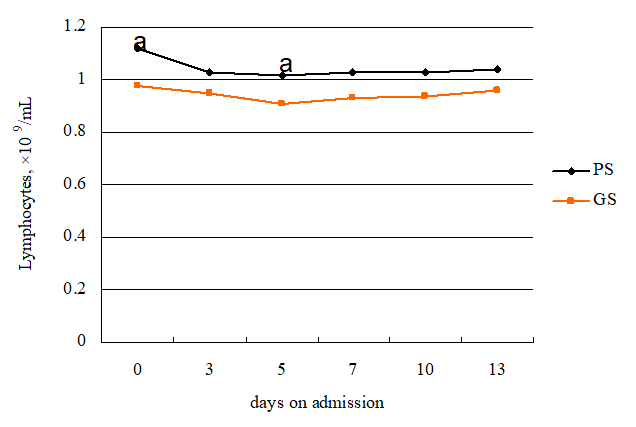 1.2
a
a
1
0.8
0.6
0.4
0.2
0
Lymphocytes, ×10 9/mL
PS
GS
0 3 5 7 10 13
days on admission